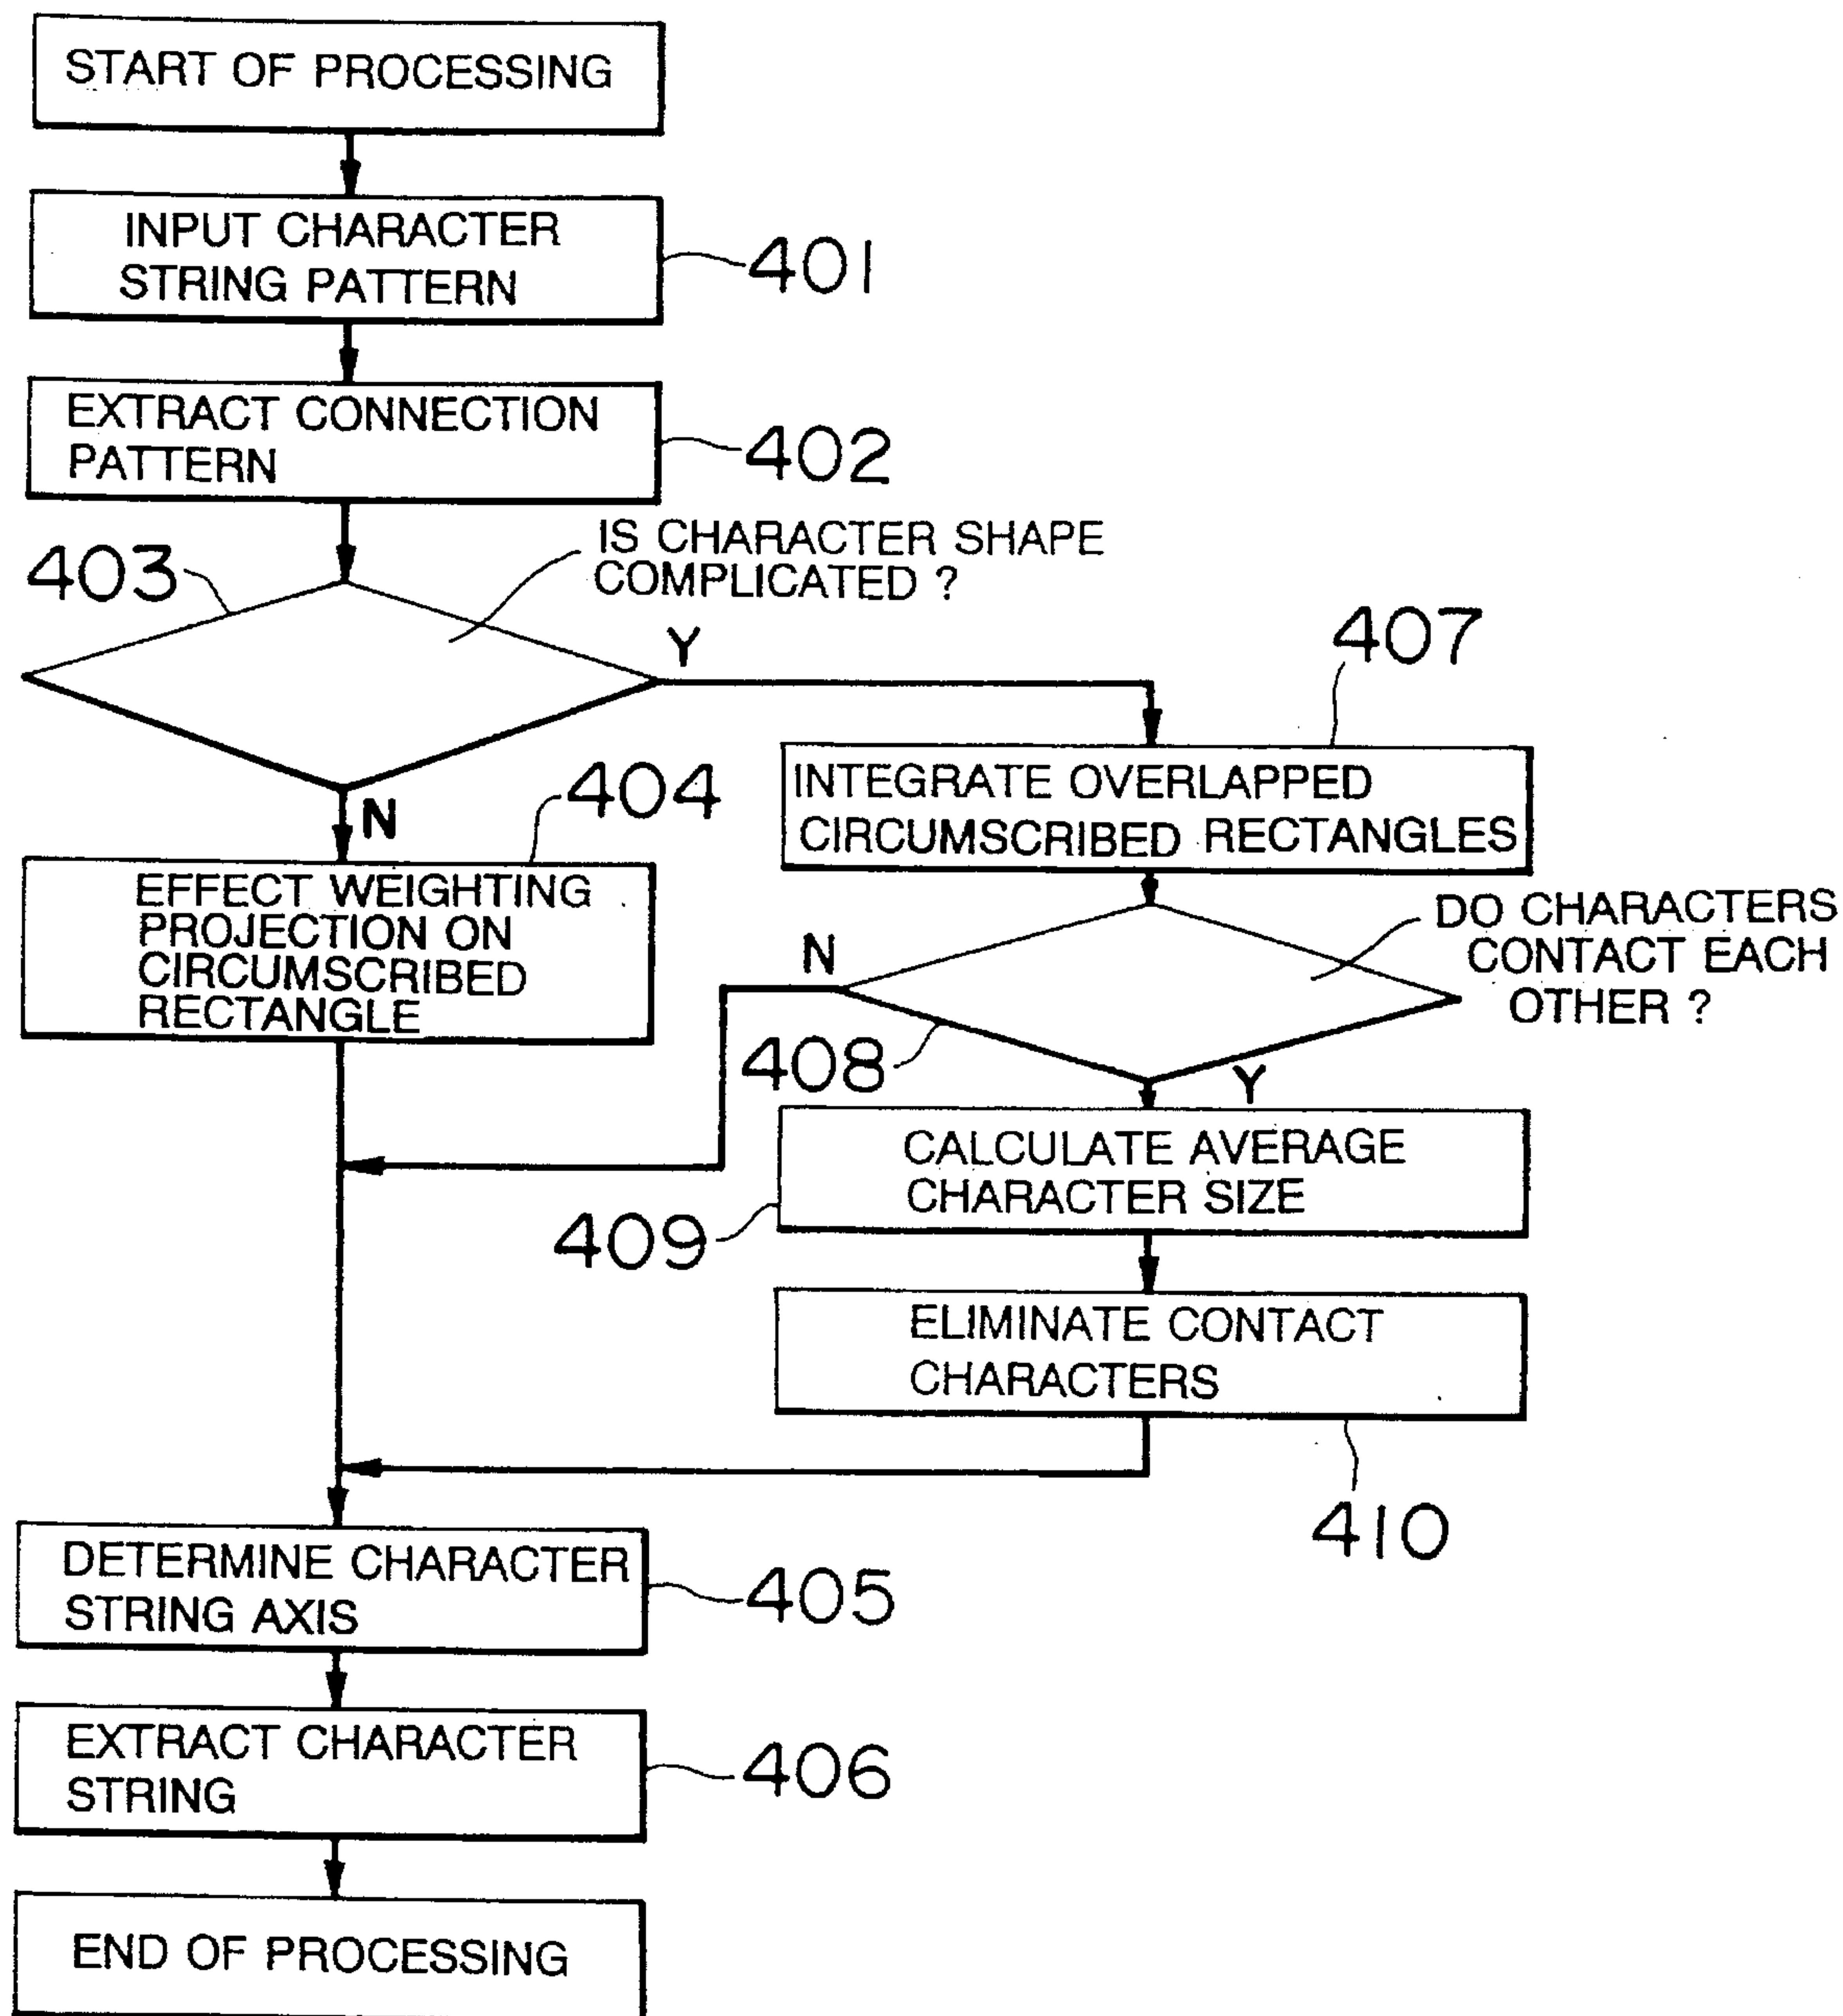 START OF PROCESSING
INPUT CHARACTER
STRING PATTERN
401
EXTRACT CONNECTION
PATTERN
402
IS CHARACTER SHAPE
COMPLICATED ?
403
Y
N
407
INTEGRATE OVERLAPPED
CIRCUMSCRIBED RECTANGLES
404
EFFECT WEIGHTING
PROJECTION ON
CIRCUMSCRIBED
RECTANGLE
DO CHARACTERS
CONTACT EACH
OTHER ?
N
408
Y
CALCULATE AVERAGE
CHARACTER SIZE
409
ELIMINATE CONTACT
CHARACTERS
410
DETERMINE CHARACTER
STRING AXIS
405
EXTRACT CHARACTER
STRING
406
END OF PROCESSING